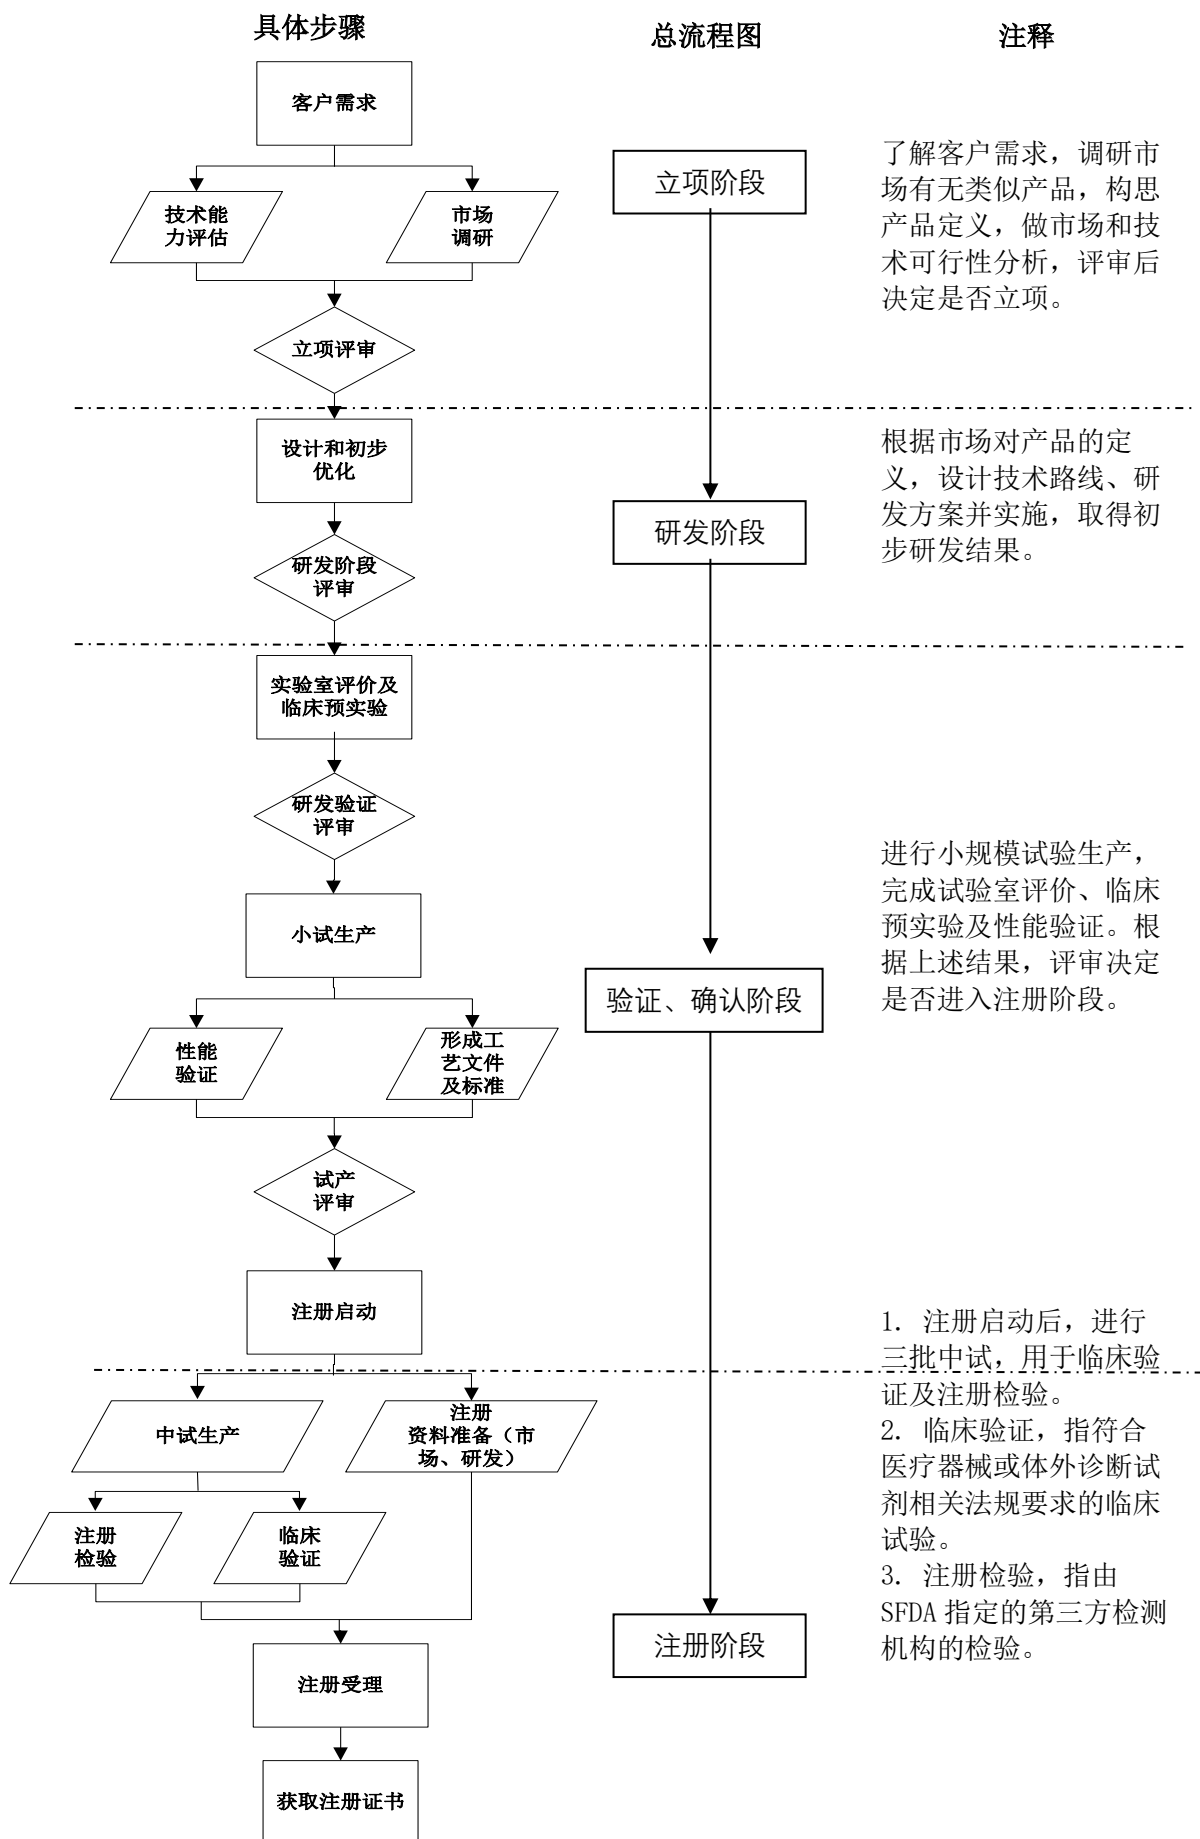 具体步骤
总流程图
注释
客户需求
技术能
力评估
市场
调研
立项评审
设计和初步
优化
研发阶段
评审
实验室评价及
临床预实验
研发验证
评审
小试生产
性能
验证
形成工
艺文件
及标准
试产
评审
注册启动
中试生产
注册
资料准备（市
场、研发）
注册
检验
临床
验证
注册受理
获取注册证书
立项阶段
研发阶段
验证、确认阶段
注册阶段
了解客户需求，调研市
场有无类似产品，构思
产品定义，做市场和技
术可行性分析，评审后
决定是否立项。
根据市场对产品的定
义，设计技术路线、研
发方案并实施，取得初
步研发结果。
进行小规模试验生产，
完成试验室评价、临床
预实验及性能验证。根
据上述结果，评审决定
是否进入注册阶段。
1. 注册启动后，进行
三批中试，用于临床验
证及注册检验。
2. 临床验证，指符合
医疗器械或体外诊断试
剂相关法规要求的临床
试验。
3. 注册检验，指由
SFDA 指定的第三方检测
机构的检验。